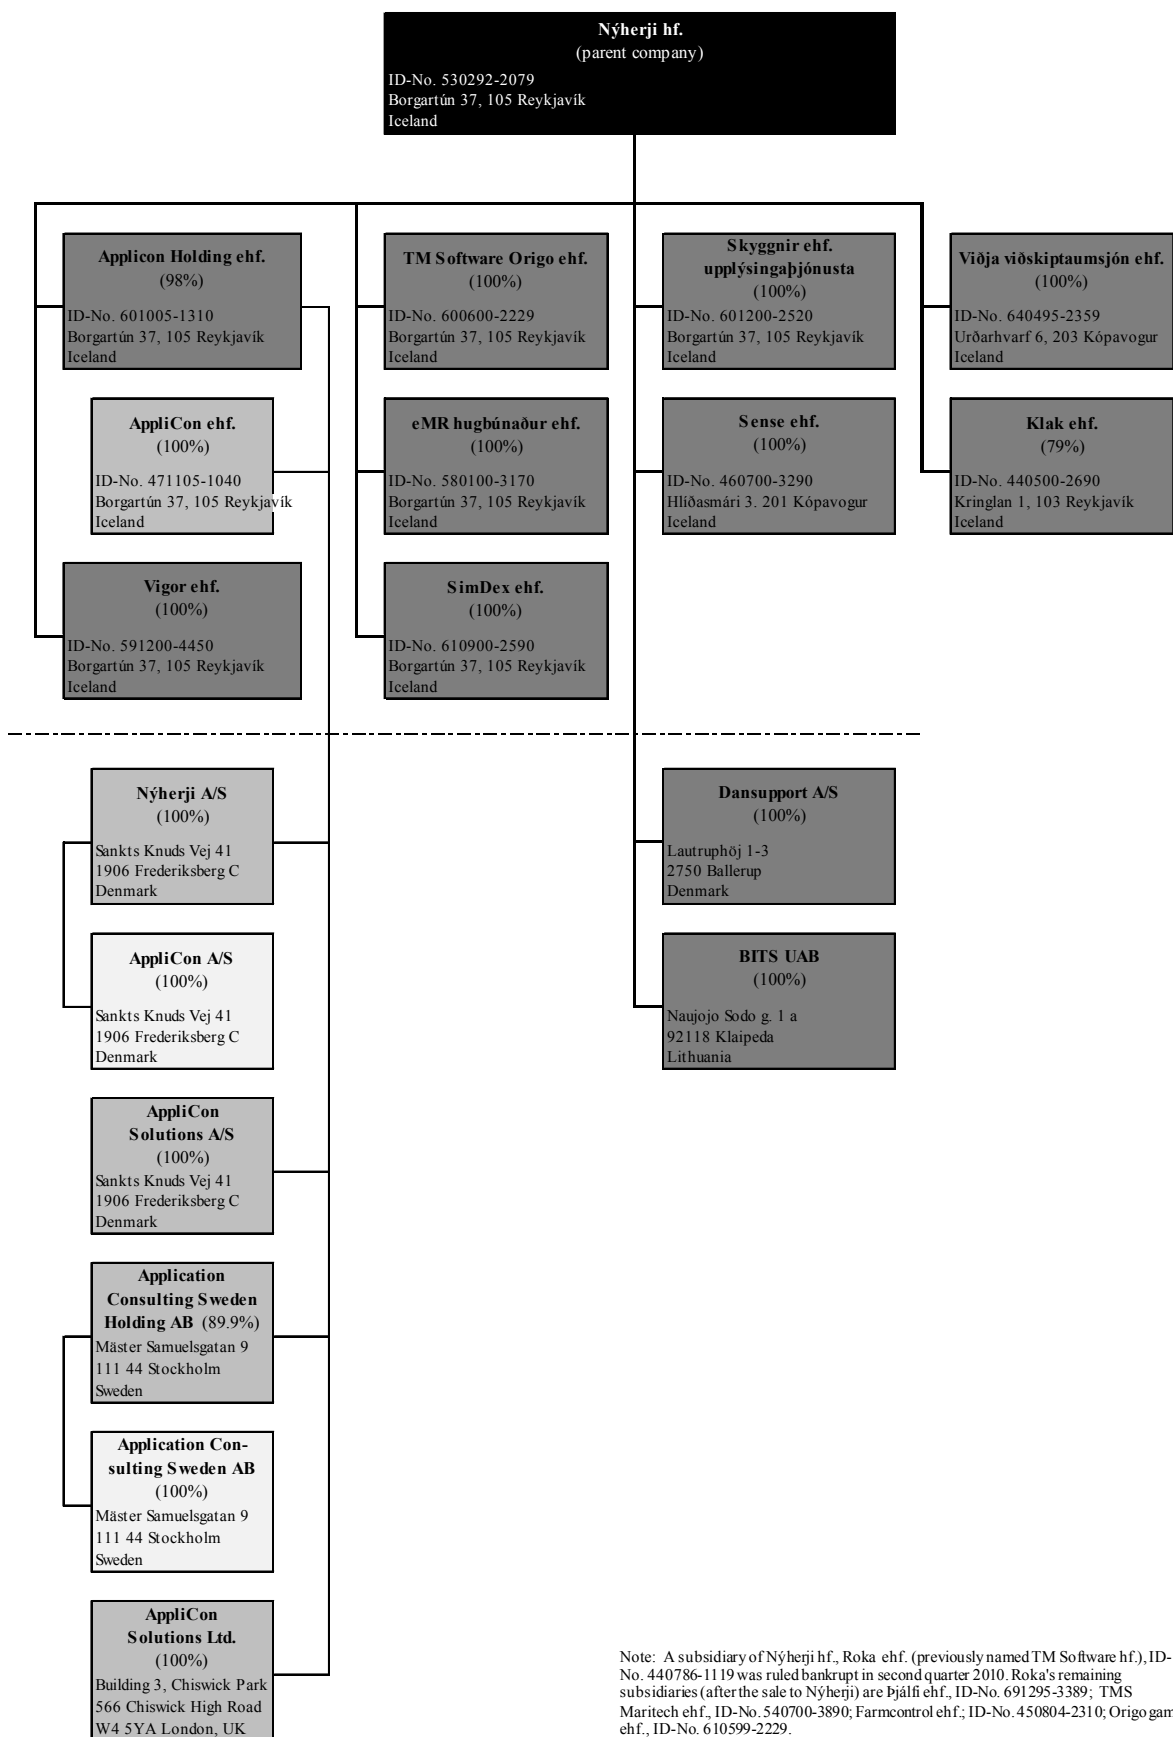 Nýherji hf.
(parent company)
ID-No. 530292-2079
Borgartún 37, 105 Reykjavík
Iceland
Applicon Holding ehf.
(98%)
ID-No. 601005-1310
Borgartún 37, 105 Reykjavík
Iceland
TM Software Origo ehf.
(100%)
ID-No. 600600-2229
Borgartún 37, 105 Reykjavík
Iceland
Skyggnir ehf.
upplýsingaþjónusta
(100%)
ID-No. 601200-2520
Borgartún 37, 105 Reykjavík
Iceland
Viðja viðskiptaumsjón ehf.
(100%)
ID-No. 640495-2359
Urðarhvarf 6, 203 Kópavogur
Iceland
AppliCon ehf.
(100%)
ID-No. 471105-1040
Borgartún 37, 105 Reykjavík
Iceland
eMR hugbúnaður ehf.
(100%)
ID-No. 580100-3170
Borgartún 37, 105 Reykjavík
Iceland
Sense ehf.
(100%)
ID-No. 460700-3290
Hlíðasmári 3. 201 Kópavogur
Iceland
Klak ehf.
(79%)
ID-No. 440500-2690
Kringlan 1, 103 Reykjavík
Iceland
Vigor ehf.
(100%)
ID-No. 591200-4450
Borgartún 37, 105 Reykjavík
Iceland
SimDex ehf.
(100%)
ID-No. 610900-2590
Borgartún 37, 105 Reykjavík
Iceland
Nýherji A/S
(100%)
Sankts Knuds Vej 41
1906 Frederiksberg C
Denmark
Dansupport A/S
(100%)
Lautruphöj 1-3
2750 Ballerup
Denmark
AppliCon A/S
(100%)
Sankts Knuds Vej 41
1906 Frederiksberg C
Denmark
BITS UAB
(100%)
Naujojo Sodo g. 1 a
92118 Klaipeda
Lithuania
AppliCon
Solutions A/S
(100%)
Sankts Knuds Vej 41
1906 Frederiksberg C
Denmark
Application
Consulting Sweden
Holding AB (89.9%)
Mäster Samuelsgatan 9
111 44 Stockholm
Sweden
Application Con-
sulting Sweden AB
(100%)
Mäster Samuelsgatan 9
111 44 Stockholm
Sweden
AppliCon
Solutions Ltd.
(100%)
Building 3, Chiswick Park
566 Chiswick High Road
W4 5YA London, UK
Note: A subsidiary of Nýherji hf., Roka ehf. (previously named TM Software hf.), ID-
No. 440786-1119 was ruled bankrupt in second quarter 2010. Roka's remaining
subsidiaries (after the sale to Nýherji) are Þjálfi ehf., ID-No. 691295-3389; TMS
Maritech ehf., ID-No. 540700-3890; Farmcontrol ehf.; ID-No. 450804-2310; Origo gam
ehf., ID-No. 610599-2229.